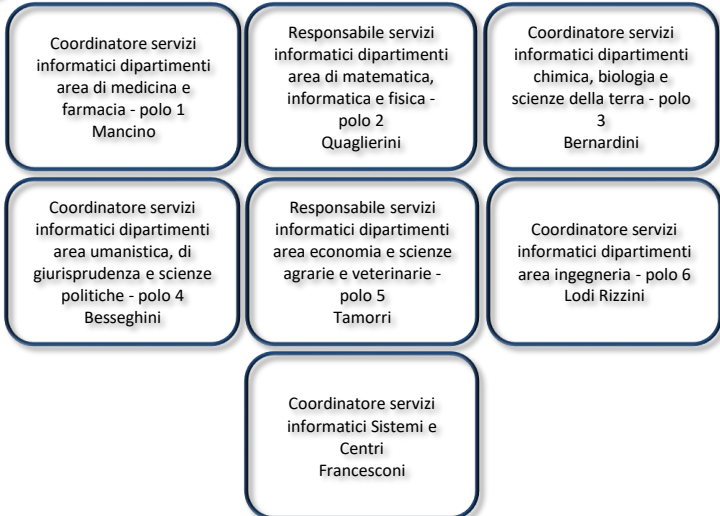 Coordinatore servizi
informatici dipartimenti
area di medicina e
farmacia - polo 1
Mancino
Responsabile servizi
informatici dipartimenti
area di matematica,
informatica e fisica -
polo 2
Quaglierini
Coordinatore servizi
informatici dipartimenti
chimica, biologia e
scienze della terra - polo
3
Bernardini
Coordinatore servizi
informatici dipartimenti
area umanistica, di
giurisprudenza e scienze
politiche - polo 4
Besseghini
Responsabile servizi
informatici dipartimenti
area economia e scienze
agrarie e veterinarie -
polo 5
Tamorri
Coordinatore servizi
informatici dipartimenti
area ingegneria - polo 6
Lodi Rizzini
Coordinatore servizi
informatici Sistemi e
Centri
Francesconi